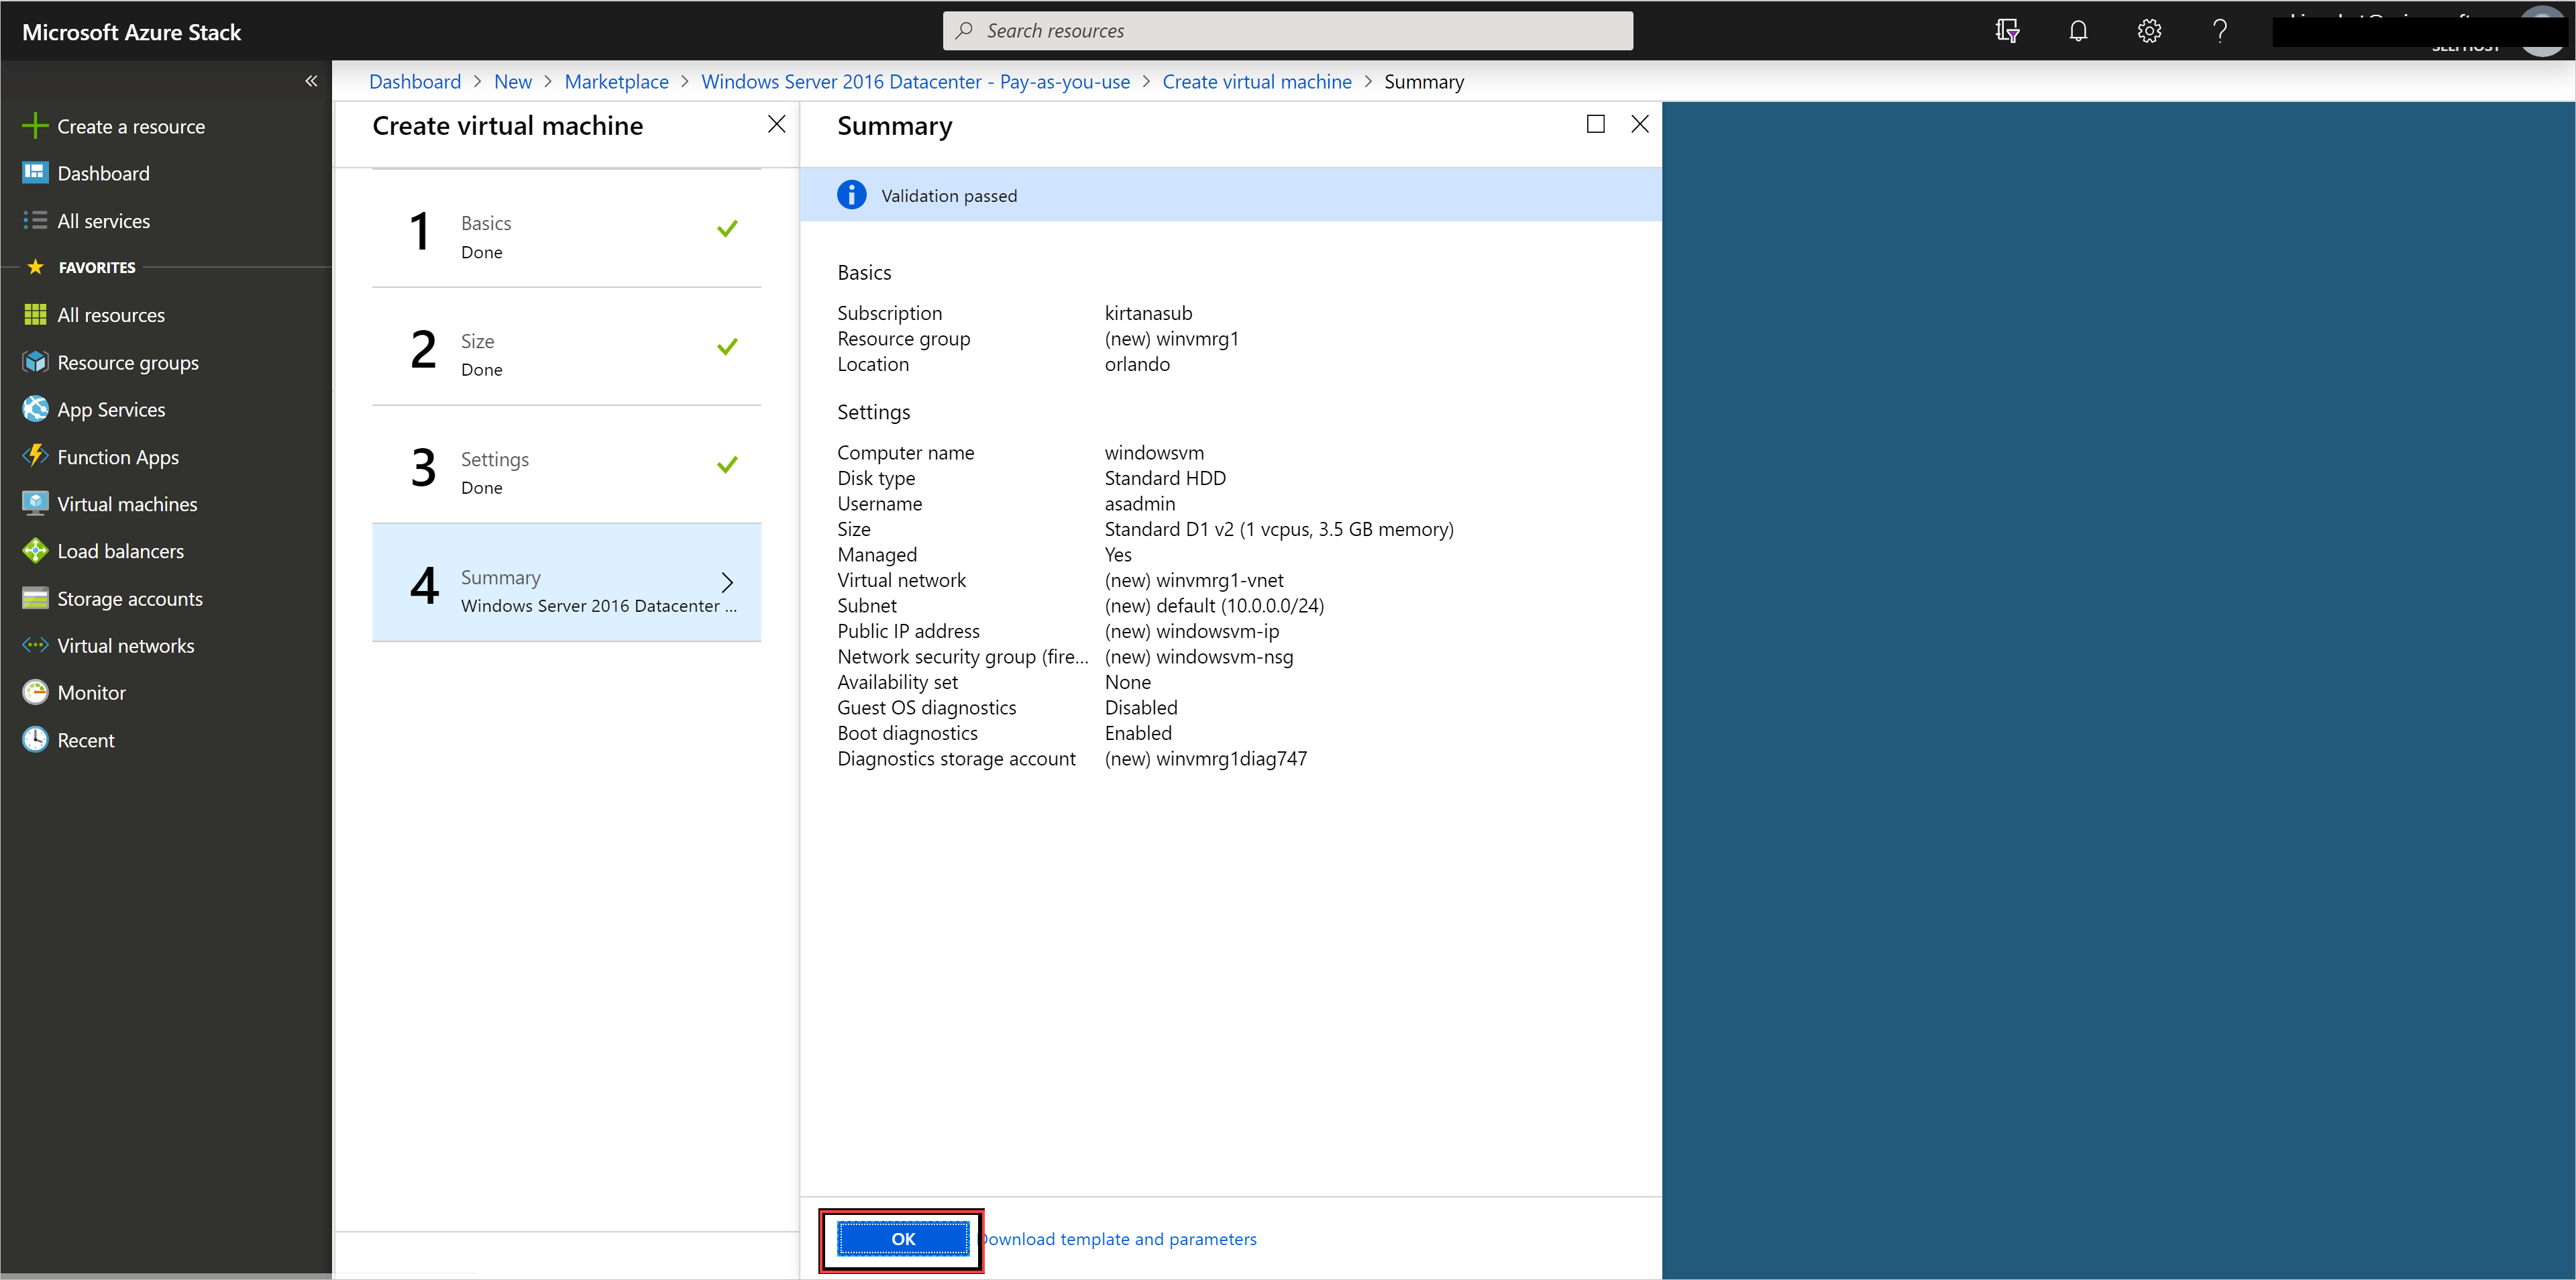 Microsoft Azure Stack
Search resources
Dashboard > New > Marketplace > Windows Server 2016 Datacenter - Pay-as-you-use > Create virtual machine > Summary
Create a resource
Dashboard
All services
FAVORITES
All resources
Resource groups
App Services
Function Apps
Virtual machines
Load balancers
Storage accounts
Virtual networks
Monitor
Recent
Create virtual machine
1 Basics
Done
2 Size
Done
3 Settings
Done
4 Summary
Windows Server 2016 Datacenter ...
Summary
Validation passed
Basics
Subscription kirtanasub
Resource group (new) winvmrg1
Location orlando
Settings
Computer name windowsvm
Disk type Standard HDD
Username asadmin
Size Standard D1 v2 (1 vcpus, 3.5 GB memory)
Managed Yes
Virtual network (new) winvmrg1-vnet
Subnet (new) default (10.0.0.0/24)
Public IP address (new) windowsvm-ip
Network security group (fire... (new) windowsvm-nsg
Availability set None
Guest OS diagnostics Disabled
Boot diagnostics Enabled
Diagnostics storage account (new) winvmrg1diag747
OK
Download template and parameters